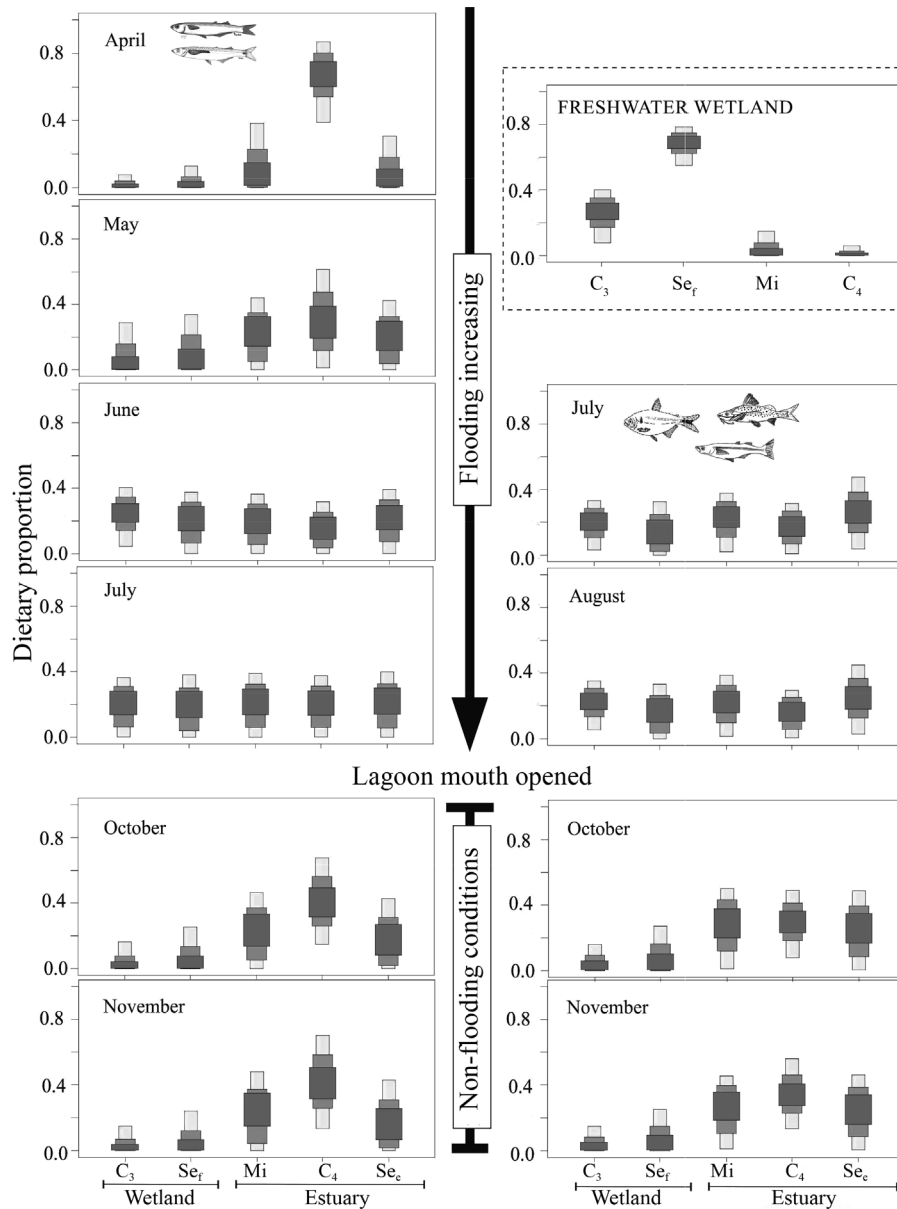 April
0.8
0.4
0.0
May
0.8
0.4
0.0
June
0.8
0.4
0.0
July
0.8
0.4
0.0
Dietary proportion
Flooding increasing
FRESHWATER WETLAND
0.8
0.4
0.0
C₃ Se_f Mi C₄
July
0.8
0.4
0.0
August
0.8
0.4
0.0
Lagoon mouth opened
October
0.8
0.4
0.0
November
0.8
0.4
0.0
C₃ Se_f Mi C₄ Se_e
Wetland Estuary
Non-flooding conditions
October
0.8
0.4
0.0
November
0.8
0.4
0.0
C₃ Se_f Mi C₄ Se_e
Wetland Estuary